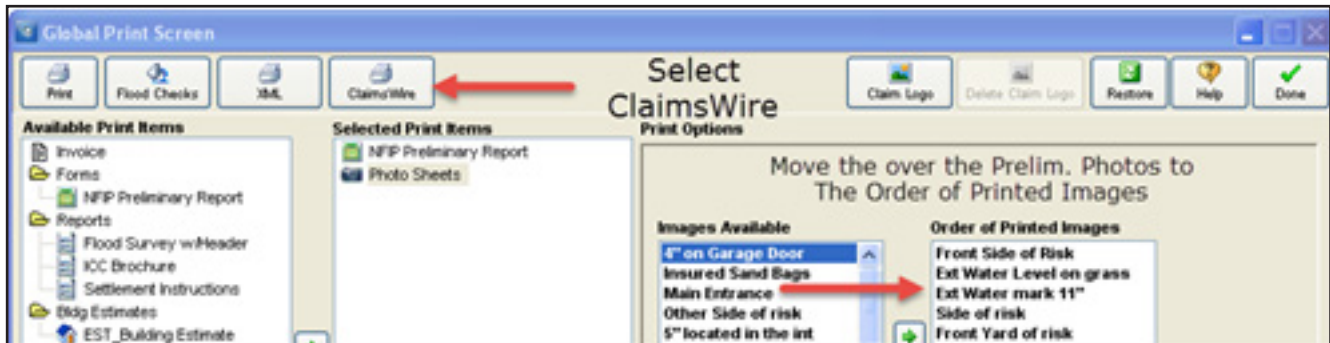 Global Print Screen
Print
Flood Checks
XML
ClaimsWire
Select
ClaimsWire
Claim Logo
Delete Claim Logo
Restore
Help
Done
Available Print Items
Invoice
Forms
NFIP Preliminary Report
Reports
Flood Survey w/Header
ICC Brochure
Settlement Instructions
Bldg Estimates
EST_Building Estimate
Selected Print Items
NFIP Preliminary Report
Photo Sheets
Print Options
Move the over the Prelim. Photos to
The Order of Printed Images
Images Available
4" on Garage Door
Insured Sand Bags
Main Entrance
Other Side of risk
5" located in the int
Order of Printed Images
Front Side of Risk
Ext Water Level on grass
Ext Water mark 11"
Side of risk
Front Yard of risk